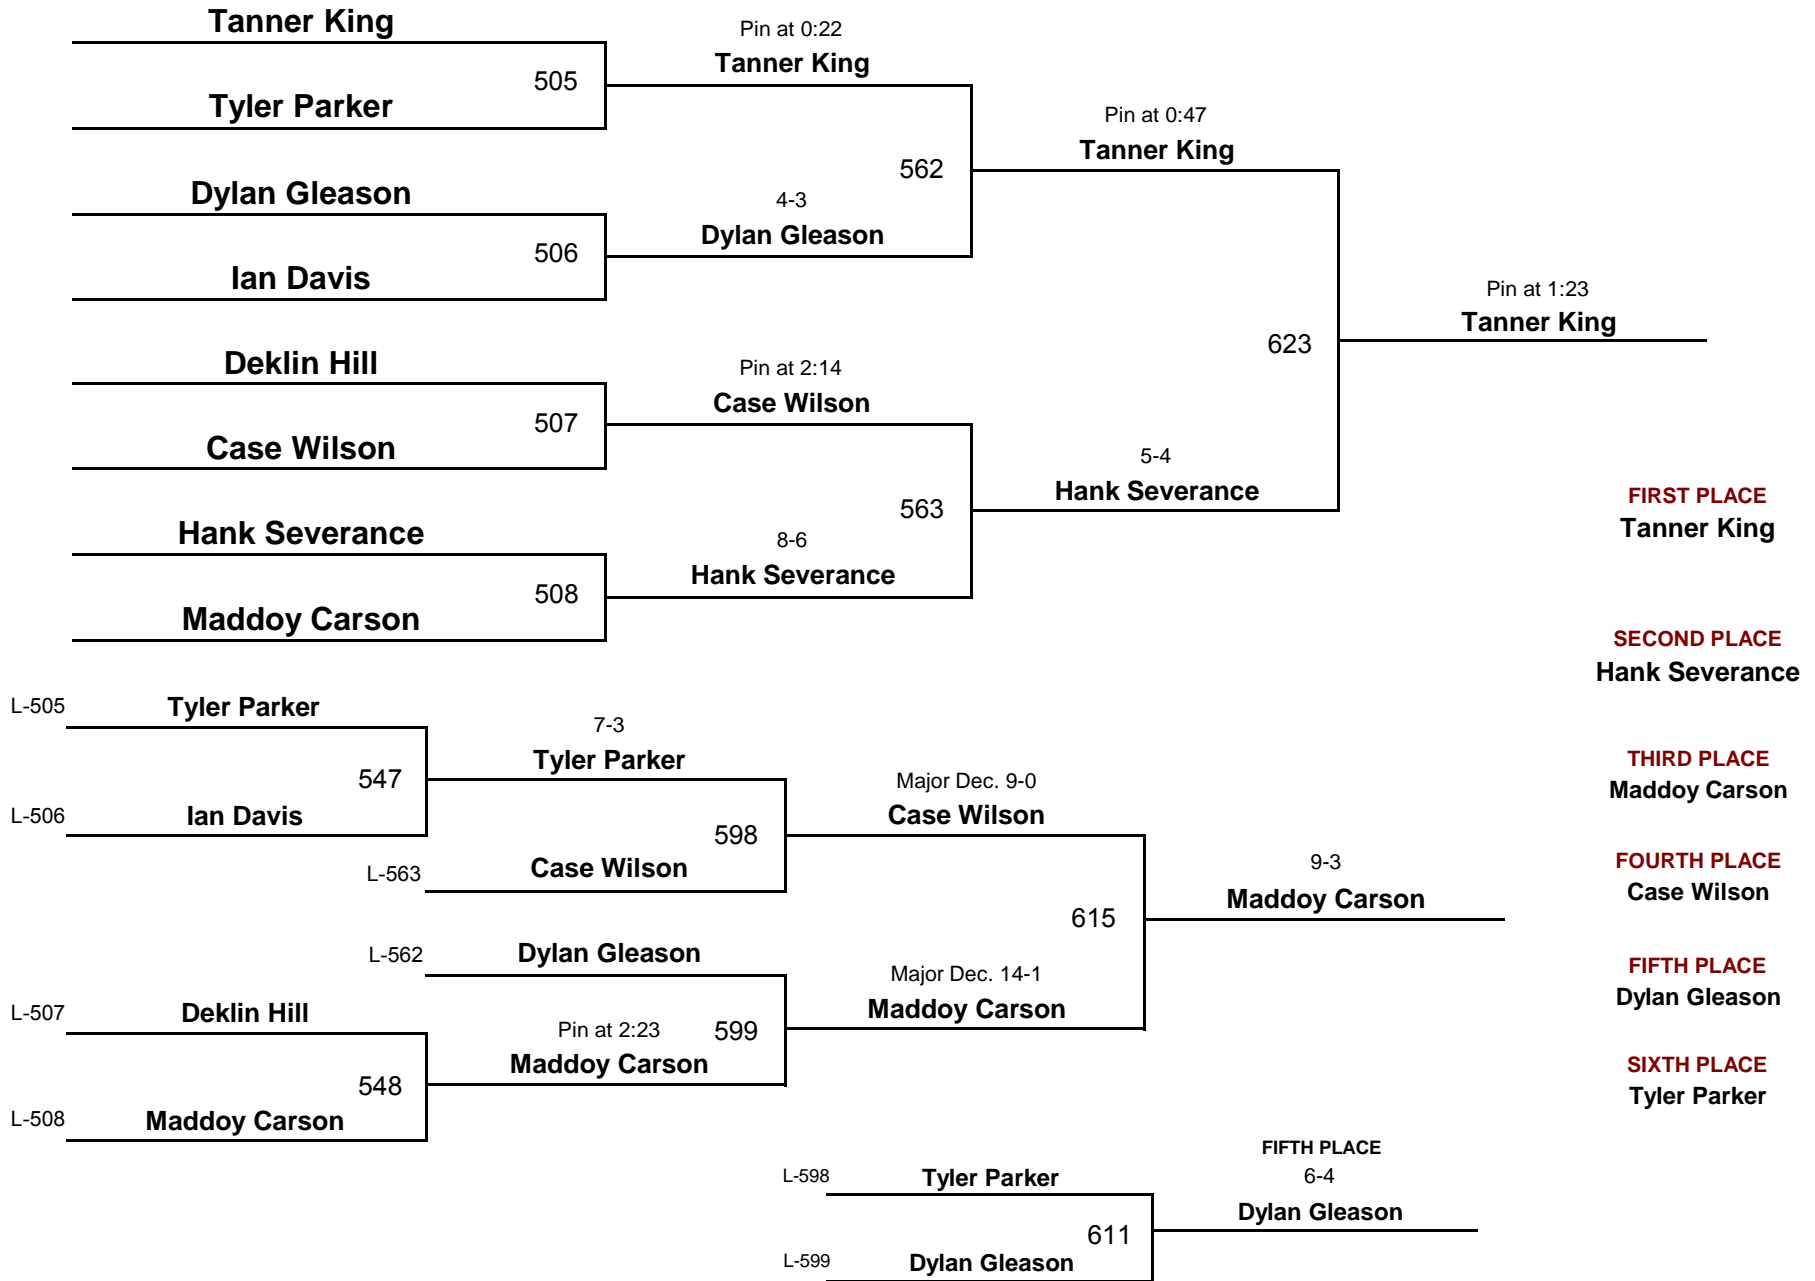 Tanner King
Pin at 0:22
Tanner King
505
Tyler Parker
Pin at 0:47
Tanner King
562
Dylan Gleason
4-3
Dylan Gleason
506
Ian Davis
Pin at 1:23
Tanner King
623
Deklin Hill
Pin at 2:14
Case Wilson
507
Case Wilson
5-4
Hank Severance
563
Hank Severance
8-6
Hank Severance
508
Maddoy Carson
FIRST PLACE
Tanner King
SECOND PLACE
Hank Severance
THIRD PLACE
Maddoy Carson
FOURTH PLACE
Case Wilson
FIFTH PLACE
Dylan Gleason
SIXTH PLACE
Tyler Parker
L-505
Tyler Parker
7-3
Tyler Parker
547
L-506
Ian Davis
Major Dec. 9-0
Case Wilson
598
L-563
Case Wilson
9-3
Maddoy Carson
615
L-562
Dylan Gleason
Major Dec. 14-1
Maddoy Carson
L-507
Deklin Hill
Pin at 2:23
599
Maddoy Carson
548
L-508
Maddoy Carson
FIFTH PLACE
L-598
Tyler Parker
6-4
Dylan Gleason
611
L-599
Dylan Gleason